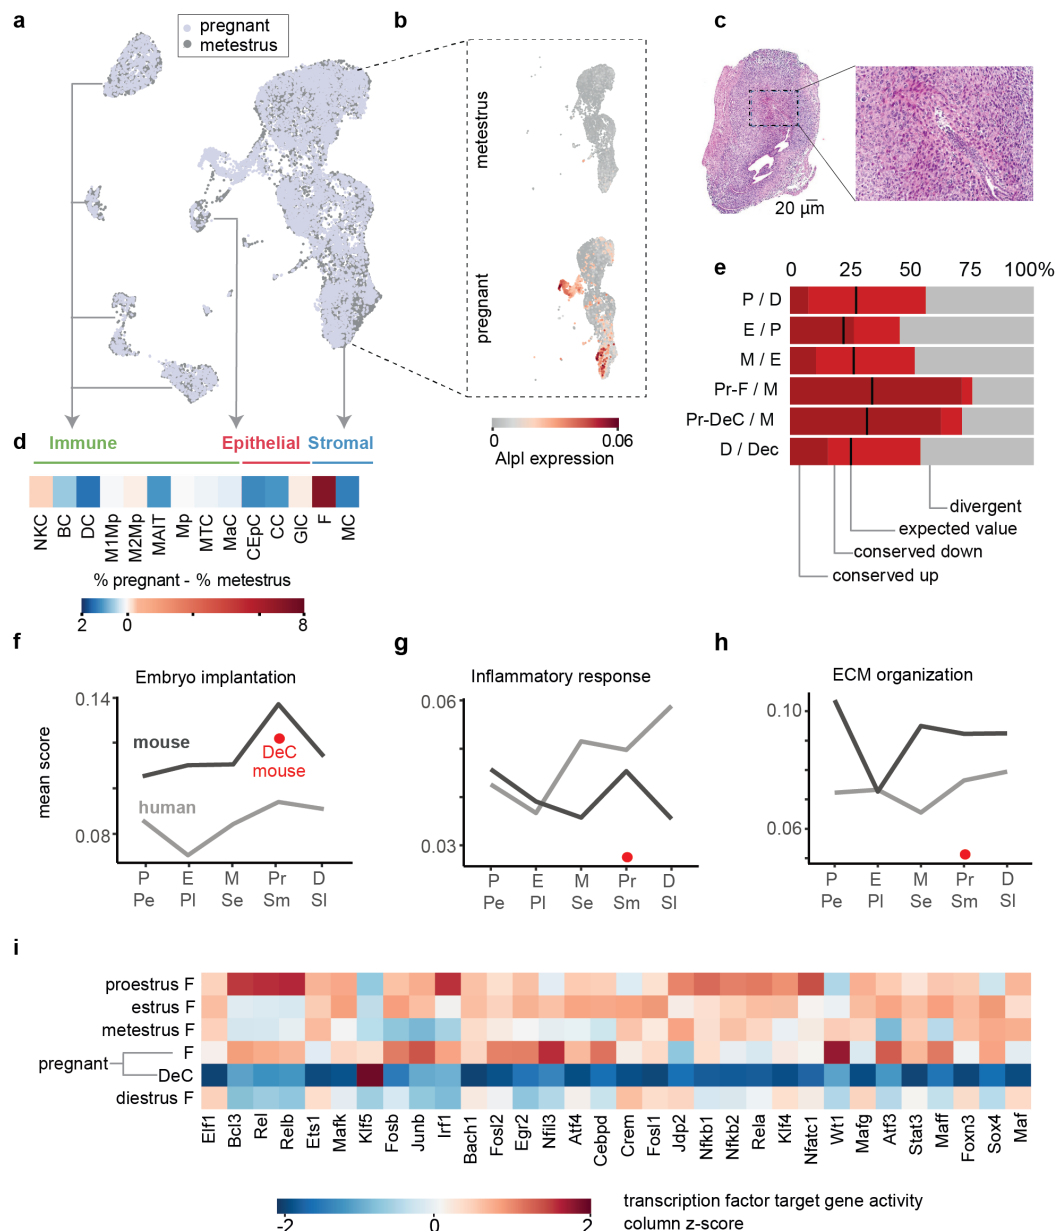 a
pregnant
metestrus
b
metestrus
pregnant
0
0.06
Alpl expression
c
20 µm
d
Immune
Epithelial
Stromal
NKC
BC
DC
M1Mp
M2Mp
MAIT
Mp
MTC
MaC
CEpC
CC
GlC
F
MC
% pregnant - % metestrus
2
0
8
e
0
25
50
75
100%
P / D
E / P
M / E
Pr-F / M
Pr-DeC / M
D / Dec
divergent
expected value
conserved down
conserved up
f
Embryo implantation
mean score
0.14
0.08
mouse
human
DeC
mouse
P E M Pr D
Pe Pl Se Sm Sl
g
Inflammatory response
0.06
0.03
P E M Pr D
Pe Pl Se Sm Sl
h
ECM organization
0.10
0.06
P E M Pr D
Pe Pl Se Sm Sl
i
proestrus F
estrus F
metestrus F
pregnant
F
DeC
diestrus F
Elf1
Bcl3
Rel
Relb
Ets1
Mafk
Klf5
Fosb
Junb
Irf1
Bach1
Fosl2
Egr2
Nfil3
Atf4
Cebpd
Crem
Fosl1
Jdp2
Nfkb1
Nfkb2
Rela
Klf4
Nfatc1
Wt1
Mafg
Atf3
Stat3
Maff
Foxn3
Sox4
Maf
-2
0
2
transcription factor target gene activity
column z-score